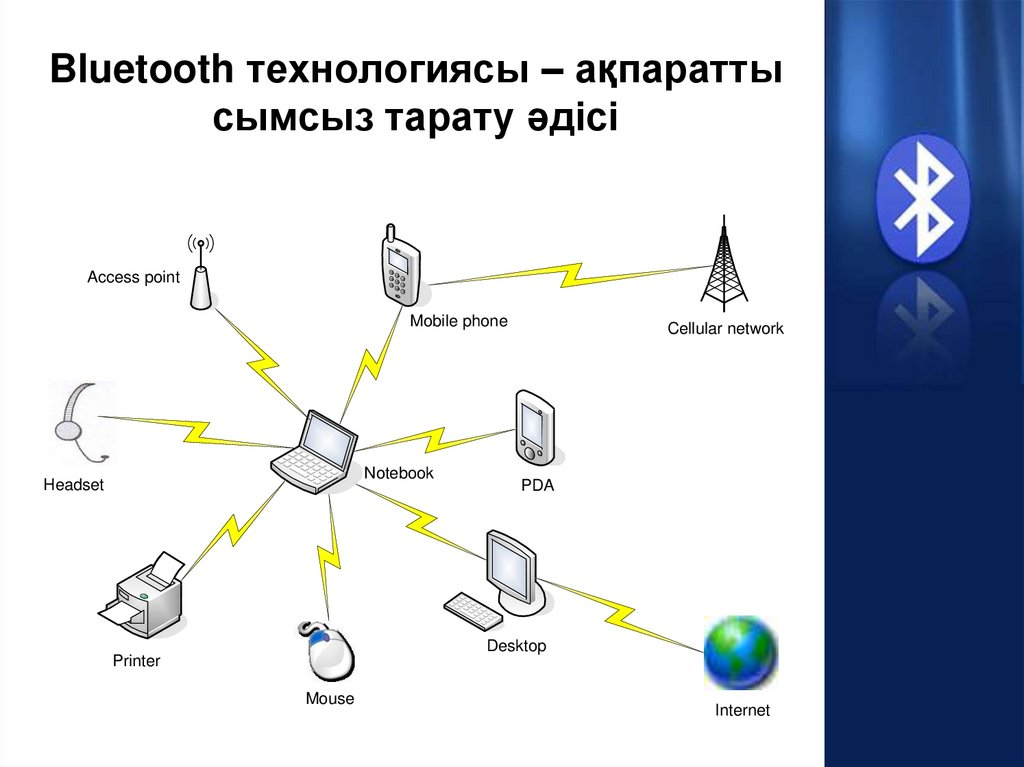 Bluetooth технологиясы – ақпаратты
сымсыз тарату әдісі
Access point
Mobile phone
Cellular network
Headset
Notebook
PDA
Printer
Mouse
Desktop
Internet